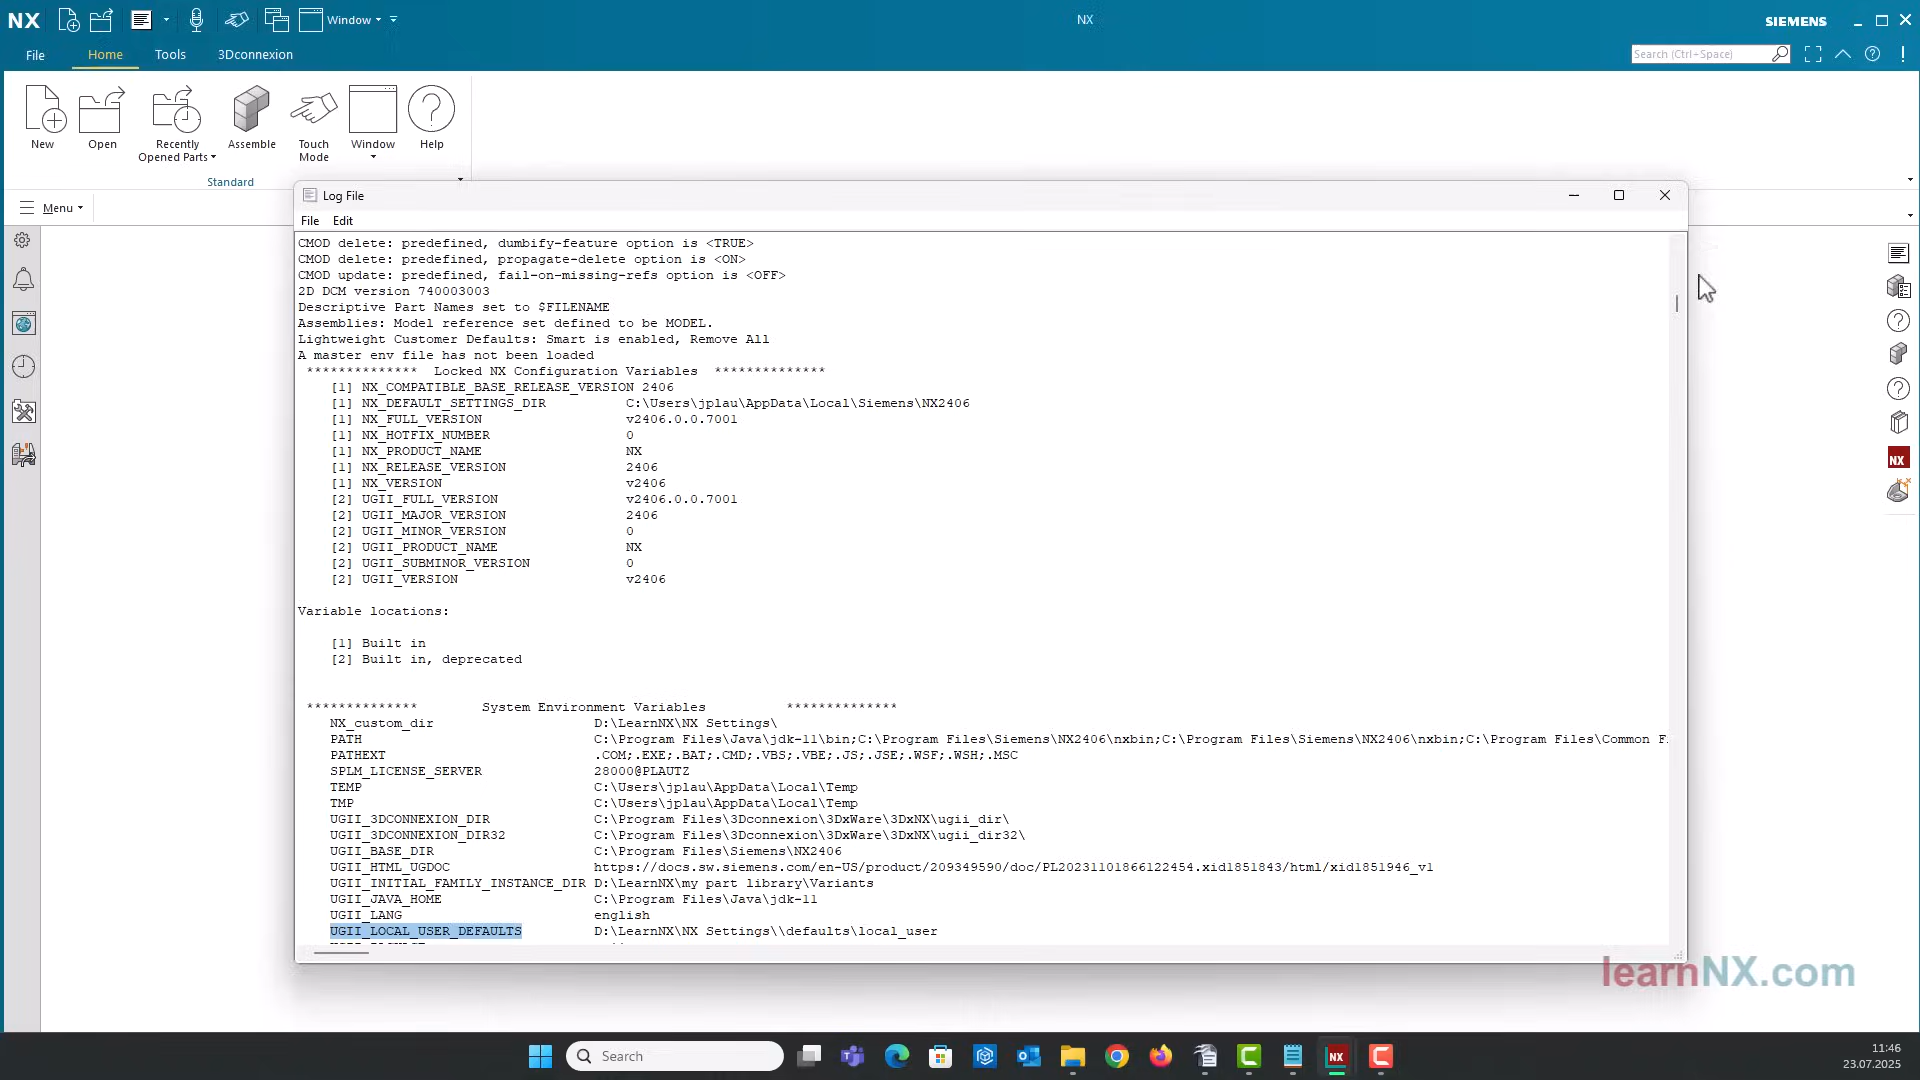 NX
Window
NX
SIEMENS
File
Home
Tools
3Dconnexion
Search (Ctrl+Space)
New
Open
Recently
Opened Parts
Assemble
Touch
Mode
Window
Help
Standard
Menu
Log File
File
Edit
CMOD delete: predefined, dumbify-feature option is <TRUE>
CMOD delete: predefined, propagate-delete option is <ON>
CMOD update: predefined, fail-on-missing-refs option is <OFF>
2D DCM version 740003003
Descriptive Part Names set to $FILENAME
Assemblies: Model reference set defined to be MODEL.
Lightweight Customer Defaults: Smart is enabled, Remove All
A master env file has not been loaded
************** Locked NX Configuration Variables **************
[1] NX_COMPATIBLE_BASE_RELEASE_VERSION 2406
[1] NX_DEFAULT_SETTINGS_DIR C:\Users\jplau\AppData\Local\Siemens\NX2406
[1] NX_FULL_VERSION v2406.0.0.7001
[1] NX_HOTFIX_NUMBER 0
[1] NX_PRODUCT_NAME NX
[1] NX_RELEASE_VERSION 2406
[1] NX_VERSION v2406
[2] UGII_FULL_VERSION v2406.0.0.7001
[2] UGII_MAJOR_VERSION 2406
[2] UGII_MINOR_VERSION 0
[2] UGII_PRODUCT_NAME NX
[2] UGII_SUBMINOR_VERSION 0
[2] UGII_VERSION v2406
Variable locations:
[1] Built in
[2] Built in, deprecated
************** System Environment Variables **************
NX_custom_dir D:\LearnNX\NX Settings\
PATH C:\Program Files\Java\jdk-11\bin;C:\Program Files\Siemens\NX2406\nxbin;C:\Program Files\Siemens\NX2406\nxbin;C:\Program Files\Common F
PATHEXT .COM;.EXE;.BAT;.CMD;.VBS;.VBE;.JS;.JSE;.WSF;.WSH;.MSC
SPLM_LICENSE_SERVER 28000@PLAUTZ
TEMP C:\Users\jplau\AppData\Local\Temp
TMP C:\Users\jplau\AppData\Local\Temp
UGII_3DCONNEXION_DIR C:\Program Files\3Dconnexion\3DxWare\3DxNX\ugii_dir\
UGII_3DCONNEXION_DIR32 C:\Program Files\3Dconnexion\3DxWare\3DxNX\ugii_dir32\
UGII_BASE_DIR C:\Program Files\Siemens\NX2406
UGII_HTML_UGDOC https://docs.sw.siemens.com/en-US/product/209349590/doc/PL20231101866122454.xid1851843/html/xid1851946_v1
UGII_INITIAL_FAMILY_INSTANCE_DIR D:\LearnNX\my part library\Variants
UGII_JAVA_HOME C:\Program Files\Java\jdk-11
UGII_LANG english
UGII_LOCAL_USER_DEFAULTS D:\LearnNX\NX Settings\\defaults\local_user
NX
learnNX.com
Search
NX
11:46
23.07.2025